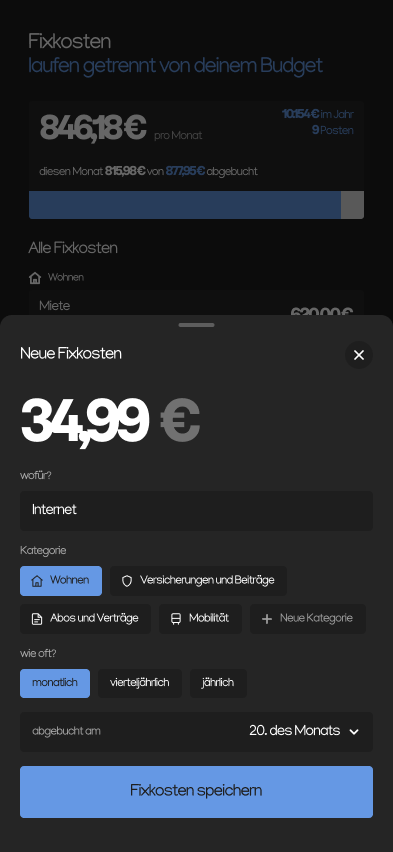 Fixkosten
laufen getrennt von deinem Budget
846,18 € pro Monat
10.154 € im Jahr
9 Posten
diesen Monat 815,98 € von 877,95 € abgebucht
Alle Fixkosten
Wohnen
Miete
620,00 €
Neue Fixkosten
34,99 €
wofür?
Internet
Kategorie
Wohnen
Versicherungen und Beiträge
Abos und Verträge
Mobilität
Neue Kategorie
wie oft?
monatlich
vierteljährlich
jährlich
abgebucht am
20. des Monats
Fixkosten speichern